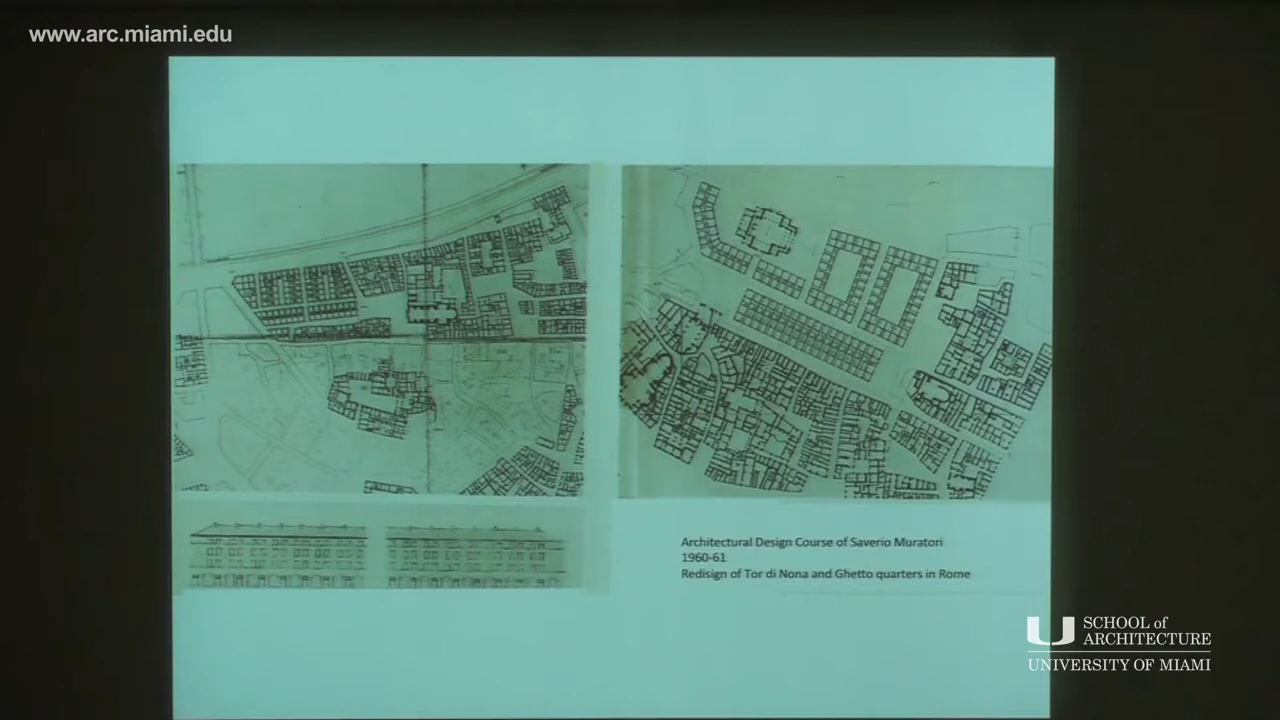 www.arc.miami.edu
Architectural Design Course of Saverio Muratori
1960-61
Redisign of Tor di Nona and Ghetto quarters in Rome
U SCHOOL of
ARCHITECTURE
UNIVERSITY OF MIAMI